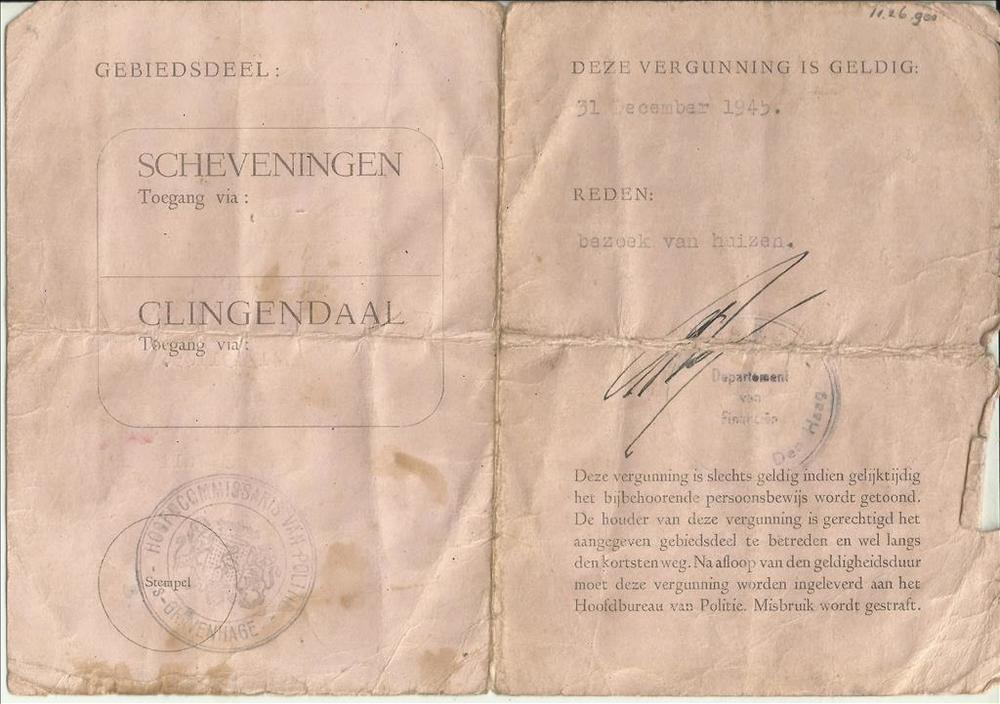 GEBIEDSDEEL:
SCHEVENINGEN
Toegang via:
CLINGENDAAL
Toegang via:
HOOFDCOMMISSARIS VAN POLITIE
'S-GRAVENHAGE
Stempel
11.26.900
DEZE VERGUNNING IS GELDIG:
31 December 1945.
REDEN:
bezoek van huizen.
Departement
van
Financiën
Den Haag
Deze vergunning is slechts geldig indien gelijktijdig
het bijbehoorende persoonsbewijs wordt getoond.
De houder van deze vergunning is gerechtigd het
aangegeven gebiedsdeel te betreden en wel langs
den kortsten weg. Na afloop van den geldigheidsduur
moet deze vergunning worden ingeleverd aan het
Hoofdbureau van Politie. Misbruik wordt gestraft.